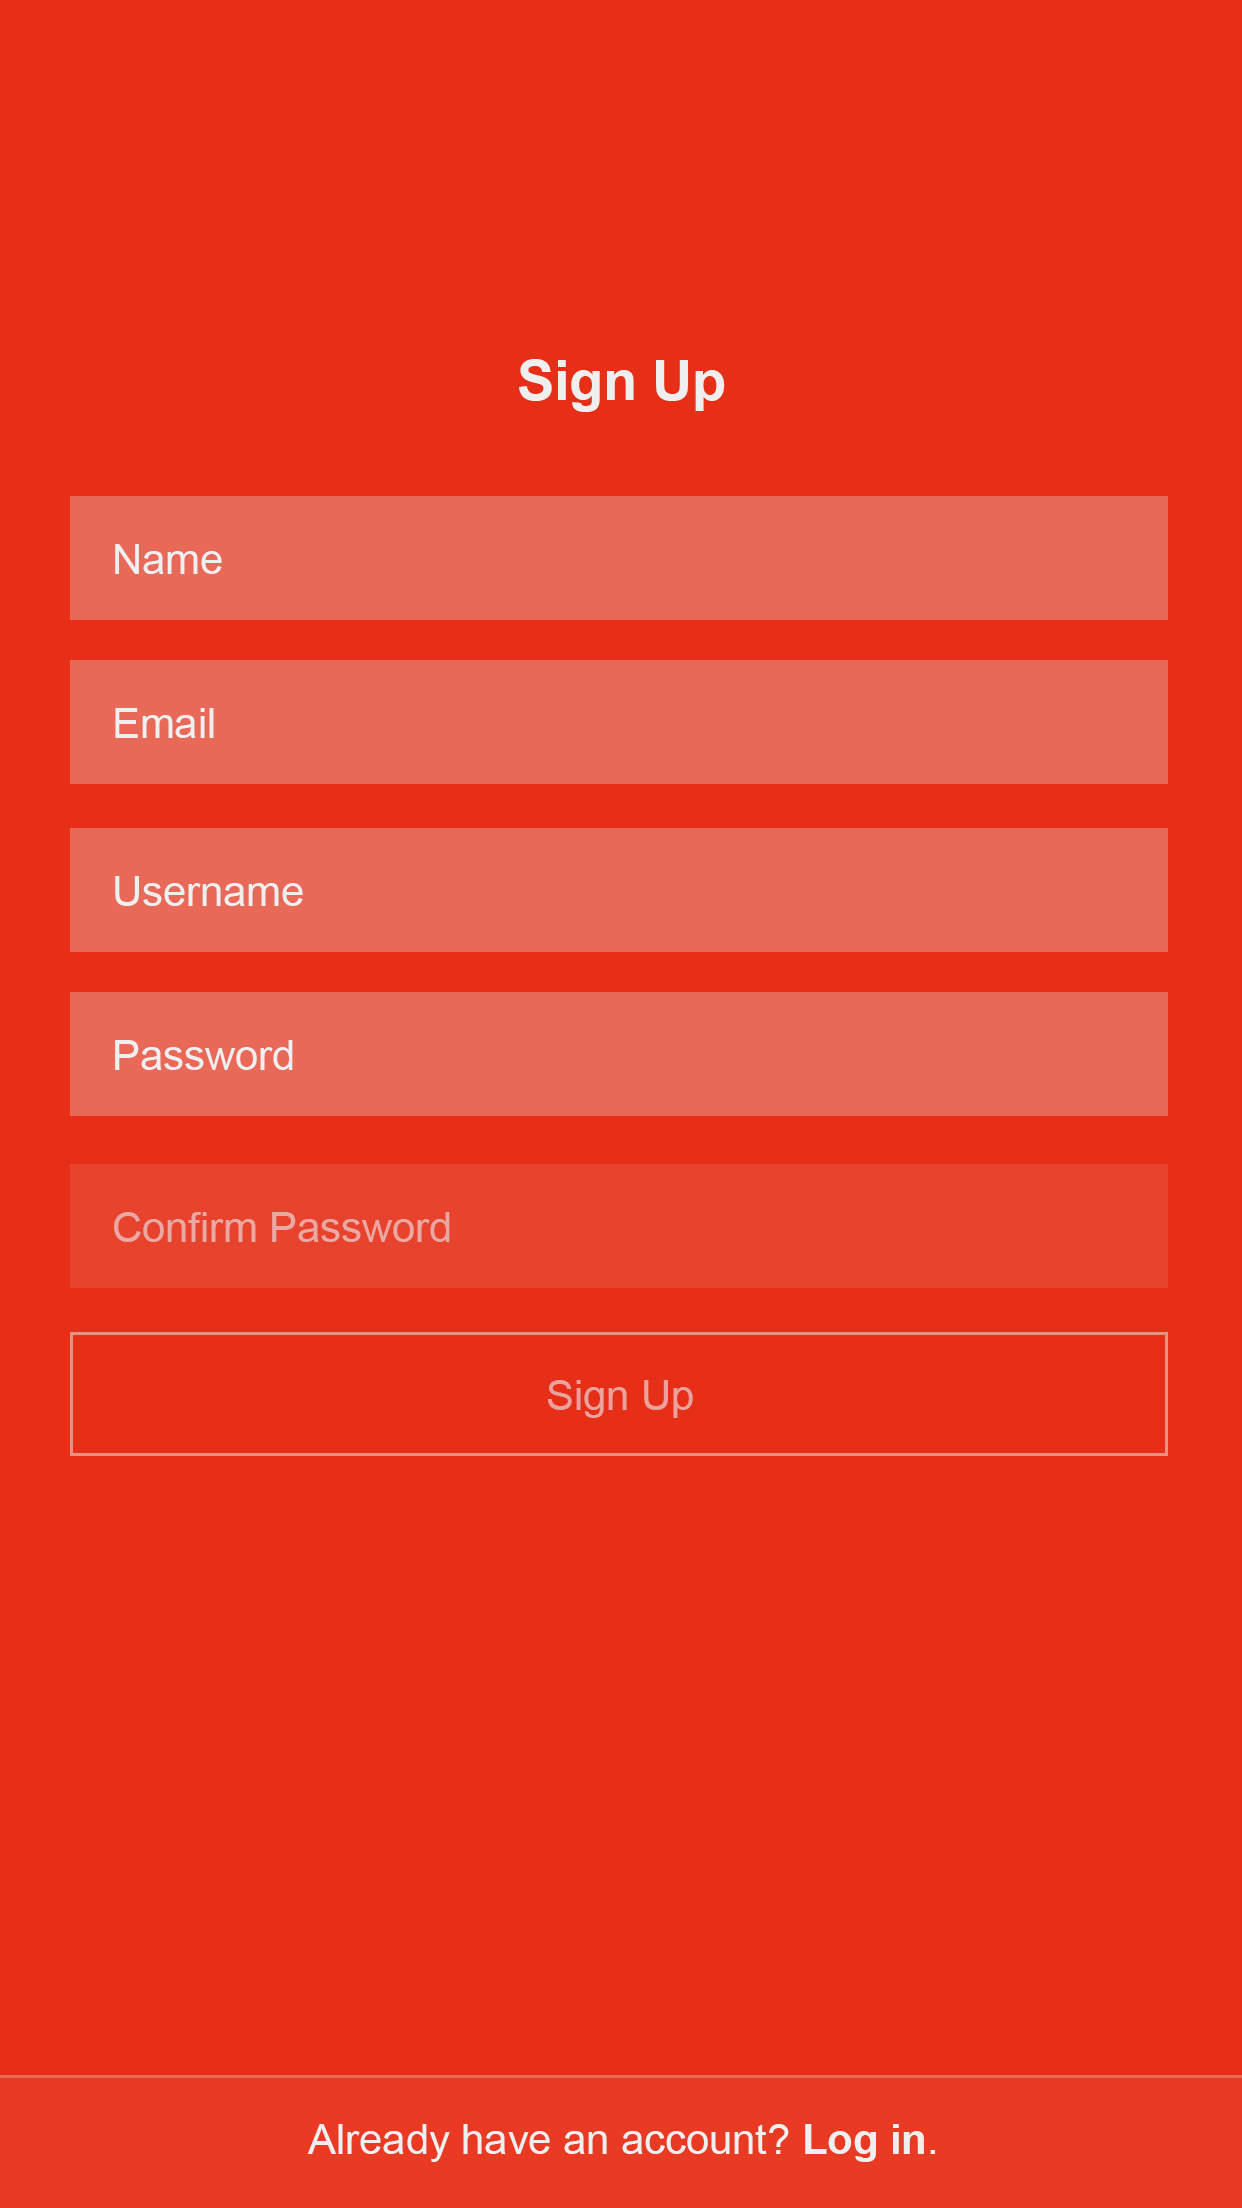 Sign Up
Name
Email
Username
Password
Confirm Password
Sign Up
Already have an account? Log in.